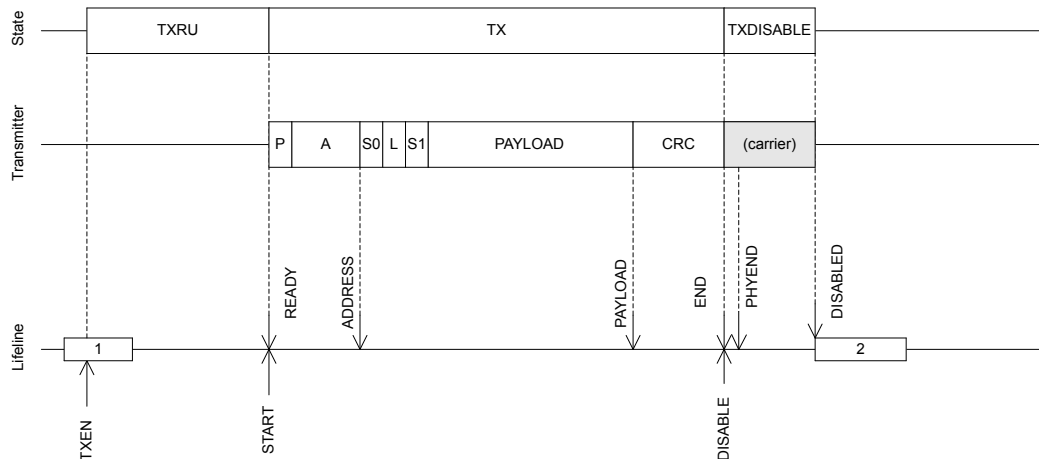 State
TXRU
TX
TXDISABLE
Transmitter
P
A
S0
L
S1
PAYLOAD
CRC
(carrier)
READY
ADDRESS
PAYLOAD
END
PHYEND
DISABLED
Lifeline
1
2
TXEN
START
DISABLE